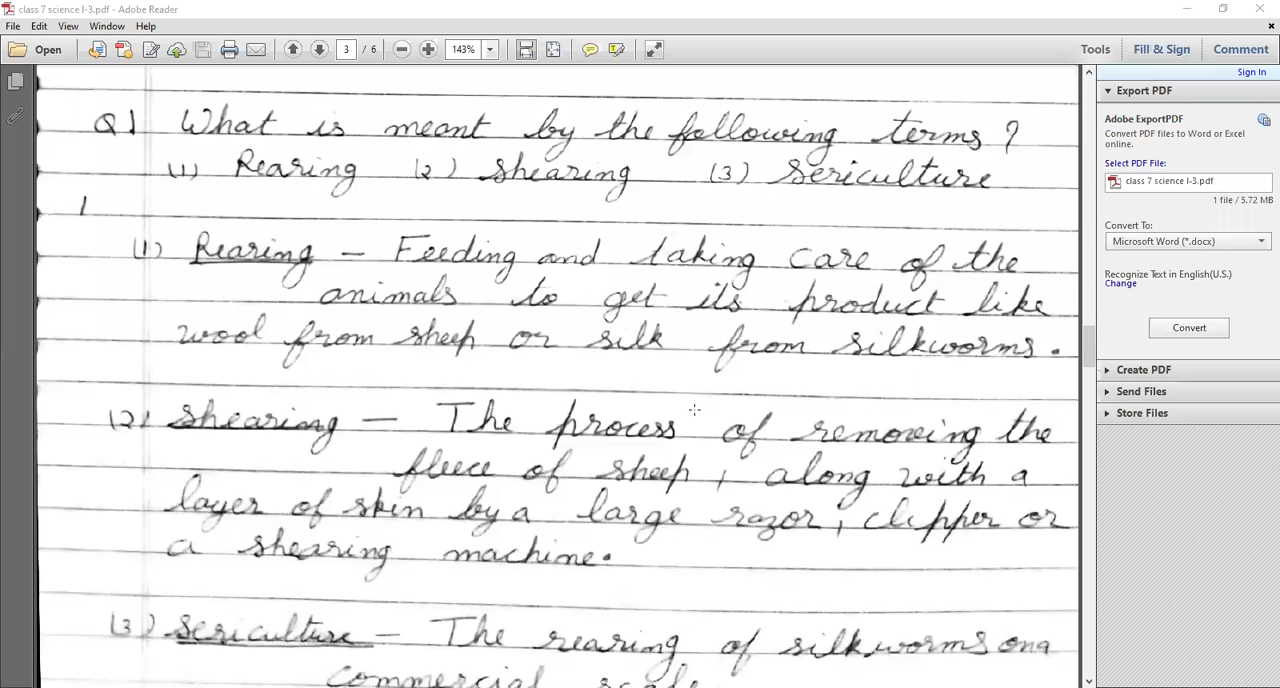 class 7 science I-3.pdf - Adobe Reader
File Edit View Window Help
Open 3 / 6 143% Tools Fill & Sign Comment
Sign In
Export PDF
Adobe ExportPDF
Convert PDF files to Word or Excel
online.
Select PDF File:
class 7 science I-3.pdf
1 file / 5.72 MB
Convert To:
Microsoft Word (*.docx)
Recognize Text in English(U.S.)
Change
Convert
Create PDF
Send Files
Store Files
Q1 What is meant by the following terms?
(1) Rearing (2) Shearing (3) Sericulture
1
(1) Rearing – Feeding and taking care of the
animals to get its product like
wool from sheep or silk from silkworms.
(2) Shearing – The process of removing the
fleece of sheep, along with a
layer of skin by a large razor, clipper or
a shearing machine.
(3) Sericulture – The rearing of silkworms on a
commercial scale